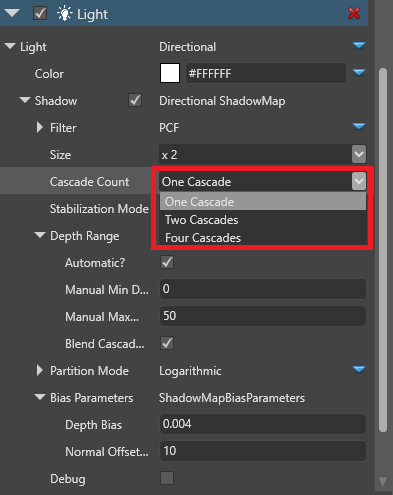 Light
Light Directional
Color #FFFFFF
Shadow Directional ShadowMap
Filter PCF
Size x 2
Cascade Count One Cascade
One Cascade
Stabilization Mode Two Cascades
Four Cascades
Depth Range
Automatic?
Manual Min D... 0
Manual Max... 50
Blend Cascad...
Partition Mode Logarithmic
Bias Parameters ShadowMapBiasParameters
Depth Bias 0.004
Normal Offset... 10
Debug